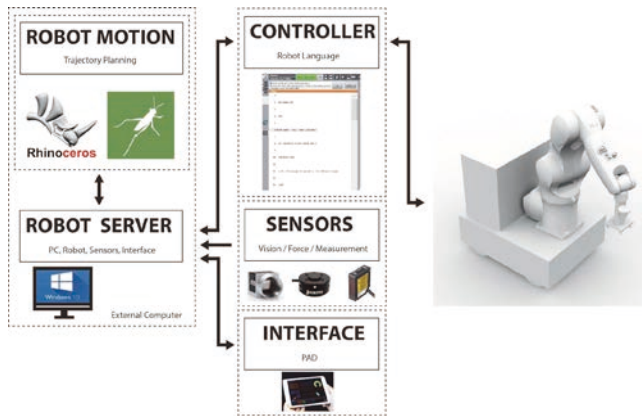 ROBOT MOTION
Trajectory Planning
Rhinoceros
ROBOT SERVER
PC, Robot, Sensors, Interface
Windows 10
External Computer
CONTROLLER
Robot Language
SENSORS
Vision / Force / Measurement
INTERFACE
PAD